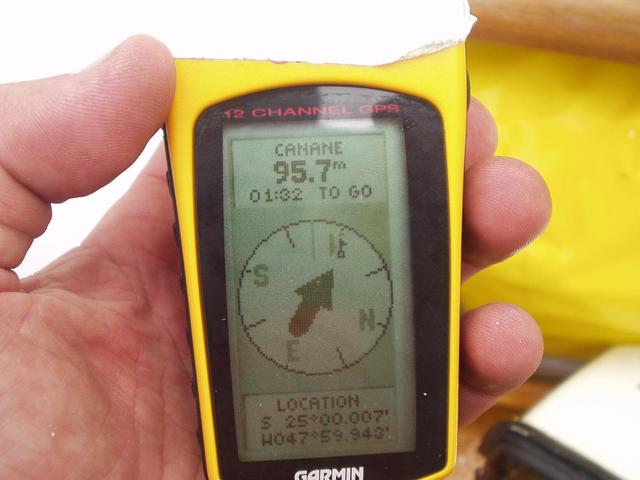 12 CHANNEL GPS
CANANE
95.7m
01:32 TO GO
W
S
N
E
LOCATION
S 25°00.007'
W047°59.943'
GARMIN